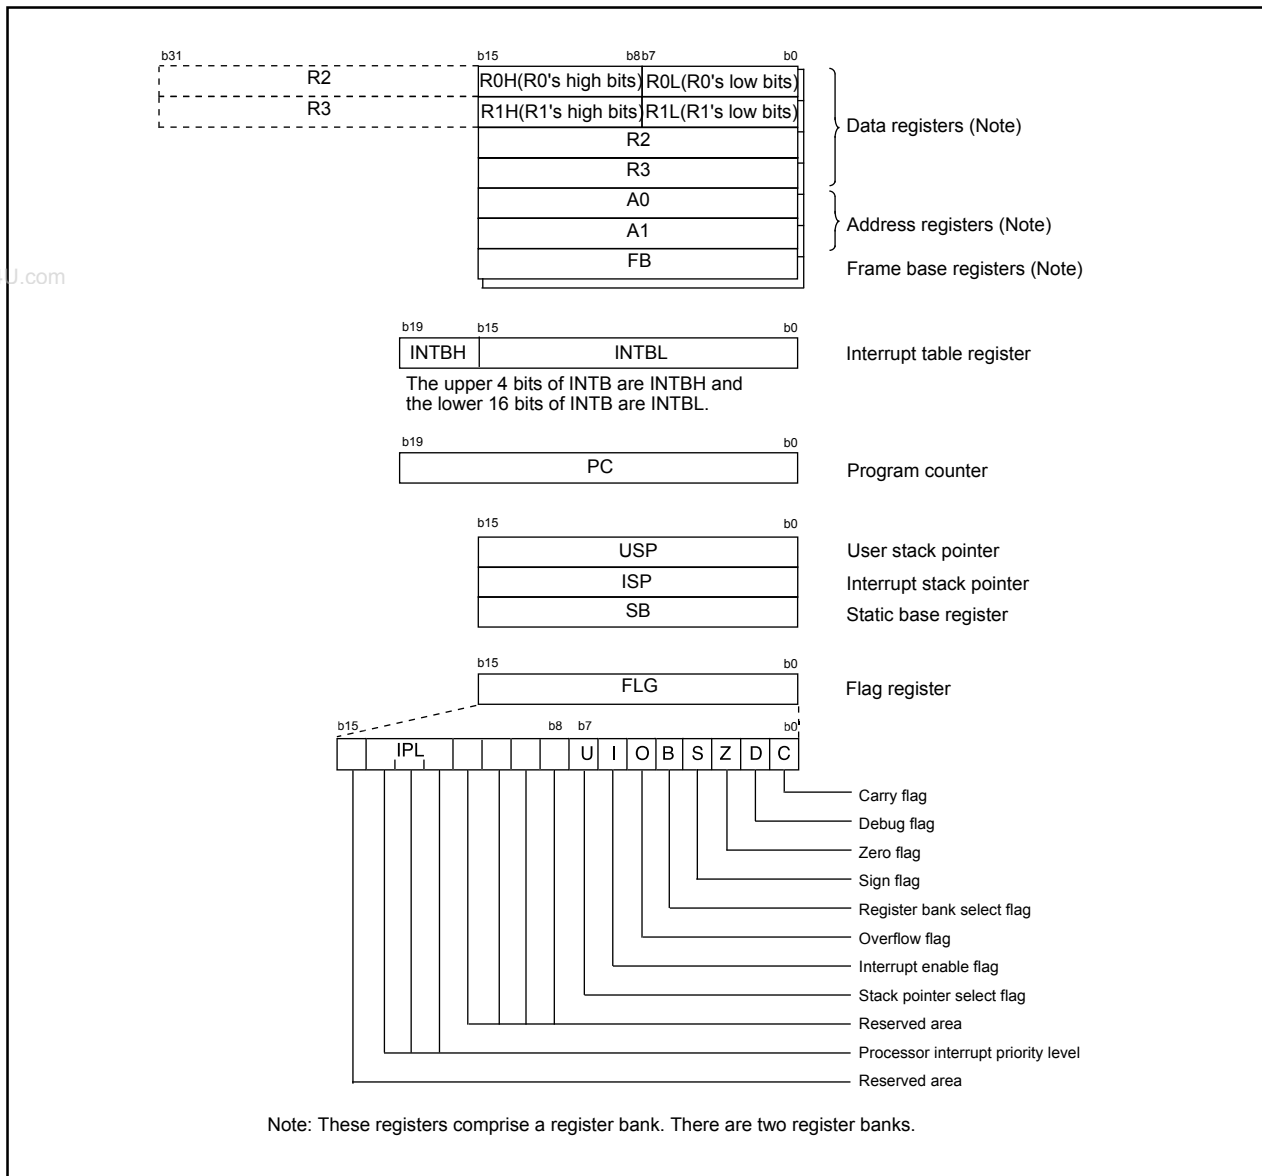 b31 b15 b8b7 b0
R2 R0H(R0's high bits) R0L(R0's low bits)
R3 R1H(R1's high bits) R1L(R1's low bits)
Data registers (Note)
R2
R3
A0
A1
Address registers (Note)
FB
Frame base registers (Note)
U.com
b19 b15 b0
INTBH INTBL Interrupt table register
The upper 4 bits of INTB are INTBH and
the lower 16 bits of INTB are INTBL.
b19 b0
PC Program counter
b15 b0
USP User stack pointer
ISP Interrupt stack pointer
SB Static base register
b15 b0
FLG Flag register
b15 b8 b7 b0
IPL U I O B S Z D C
Carry flag
Debug flag
Zero flag
Sign flag
Register bank select flag
Overflow flag
Interrupt enable flag
Stack pointer select flag
Reserved area
Processor interrupt priority level
Reserved area
Note: These registers comprise a register bank. There are two register banks.